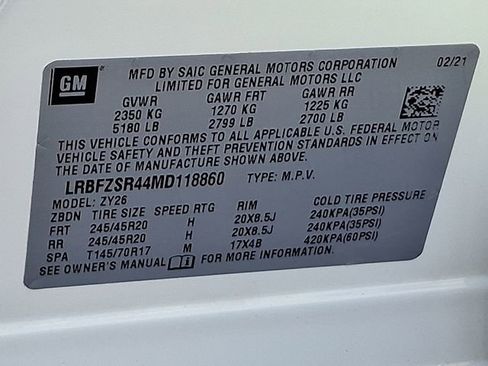 GM
MFD BY SAIC GENERAL MOTORS CORPORATION 02/21
LIMITED FOR GENERAL MOTORS LLC
GVWR GAWR FRT GAWR RR
2350 KG 1270 KG 1225 KG
5180 LB 2799 LB 2700 LB
THIS VEHICLE CONFORMS TO ALL APPLICABLE U.S. FEDERAL MOTOR
VEHICLE SAFETY AND THEFT PREVENTION STANDARDS IN EFFECT ON
THE DATE OF MANUFACTURE SHOWN ABOVE.
LRBFZSR44MD118860 TYPE: M.P.V.
MODEL: ZY26
ZBDN TIRE SIZE SPEED RTG RIM COLD TIRE PRESSURE
FRT 245/45R20 H 20X8.5J 240KPA(35PSI)
RR 245/45R20 H 20X8.5J 240KPA(35PSI)
SPA T145/70R17 M 17X4B 420KPA(60PSI)
SEE OWNER'S MANUAL FOR MORE INFORMATION.